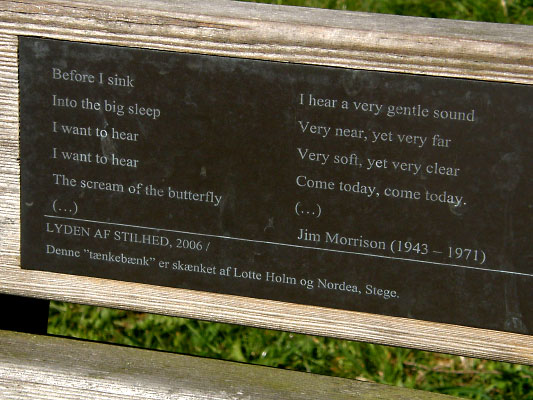 Before I sink
Into the big sleep
I want to hear
I want to hear
The scream of the butterfly
(…)
I hear a very gentle sound
Very near, yet very far
Very soft, yet very clear
Come today, come today.
(…)
Jim Morrison (1943 – 1971)
LYDEN AF STILHED, 2006 /
Denne ”tænkebænk” er skænket af Lotte Holm og Nordea, Stege.